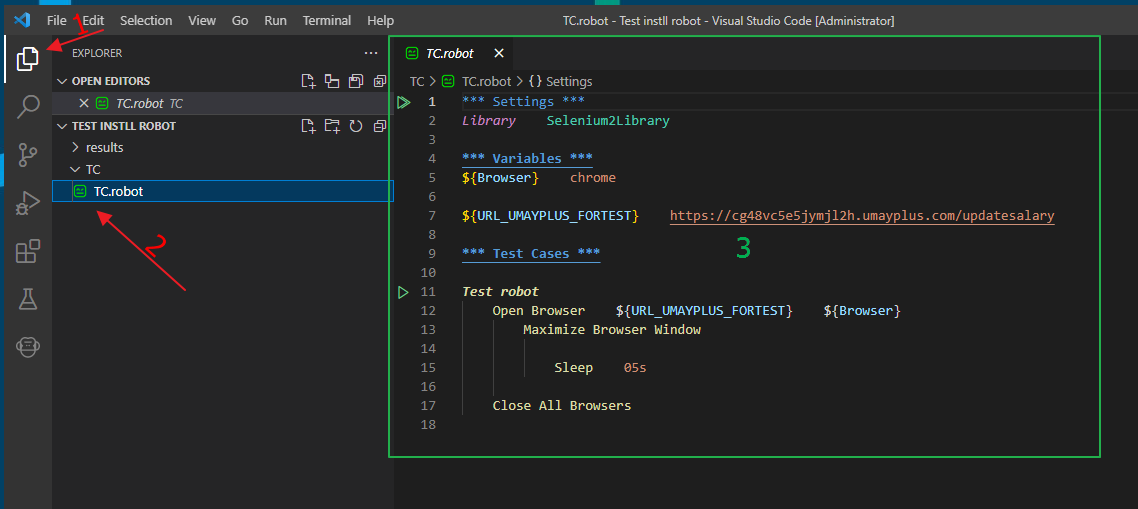 File Edit Selection View Go Run Terminal Help TC.robot - Test instll robot - Visual Studio Code [Administrator]
1
EXPLORER
OPEN EDITORS
TC.robot TC
TEST INSTLL ROBOT
results
TC
TC.robot
2
TC.robot
TC > TC.robot > {} Settings
1 *** Settings ***
2 Library Selenium2Library
3
4 *** Variables ***
5 ${Browser} chrome
6
7 ${URL_UMAYPLUS_FORTEST} https://cg48vc5e5jymjl2h.umayplus.com/updatesalary
8
9 *** Test Cases ***
3
10
11 Test robot
12 Open Browser ${URL_UMAYPLUS_FORTEST} ${Browser}
13 Maximize Browser Window
14
15 Sleep 05s
16
17 Close All Browsers
18